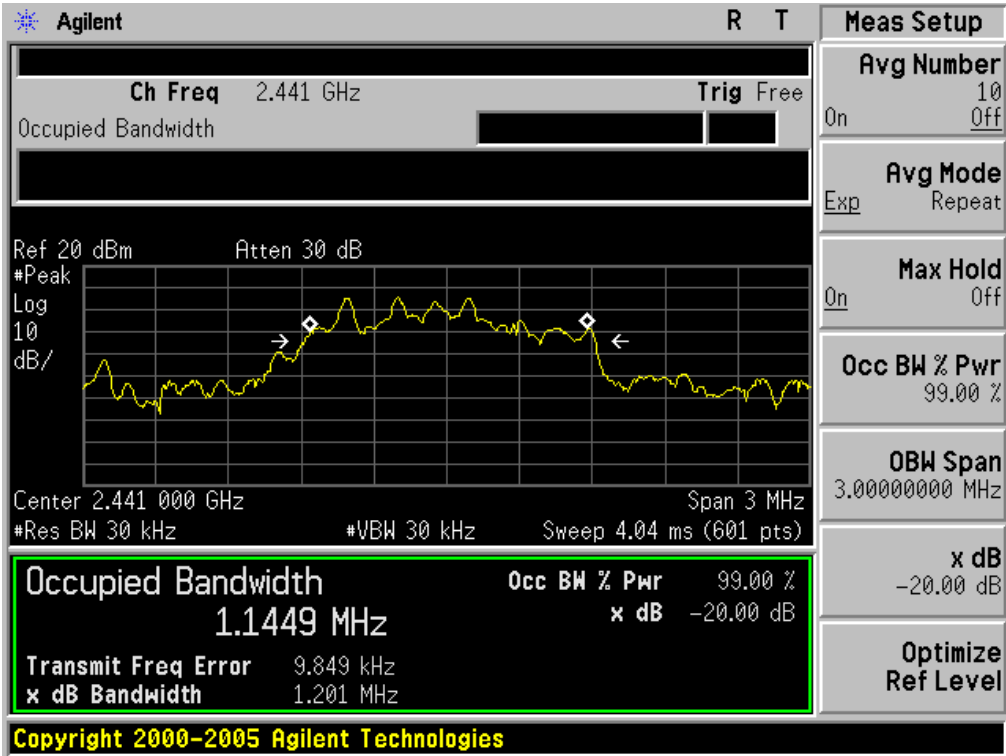 Agilent R T
Ch Freq 2.441 GHz Trig Free
Occupied Bandwidth
Ref 20 dBm Atten 30 dB
#Peak
Log
10
dB/
Center 2.441 000 GHz Span 3 MHz
#Res BW 30 kHz #VBW 30 kHz Sweep 4.04 ms (601 pts)
Occupied Bandwidth
1.1449 MHz
Occ BW % Pwr 99.00 %
x dB -20.00 dB
Transmit Freq Error 9.849 kHz
x dB Bandwidth 1.201 MHz
Copyright 2000-2005 Agilent Technologies
Meas Setup
Avg Number
10
On Off
Avg Mode
Exp Repeat
Max Hold
On Off
Occ BW % Pwr
99.00 %
OBW Span
3.00000000 MHz
x dB
-20.00 dB
Optimize
Ref Level